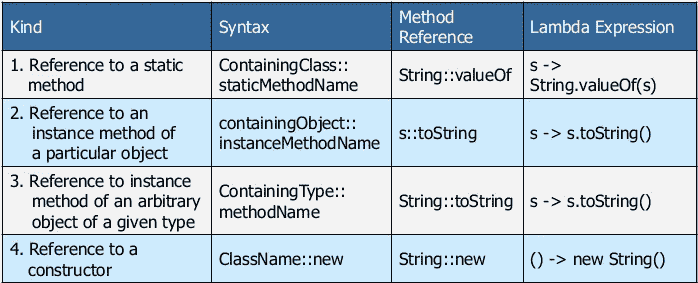 Kind
Syntax
Method
Reference
Lambda Expression
1. Reference to a static
method
ContainingClass::
staticMethodName
String::valueOf
s ->
String.valueOf(s)
2. Reference to an
instance method of
a particular object
containingObject::
instanceMethodName
s::toString
s -> s.toString()
3. Reference to instance
method of an arbitrary
object of a given type
ContainingType::
methodName
String::toString
s -> s.toString()
4. Reference to a
constructor
ClassName::new
String::new
() -> new String()